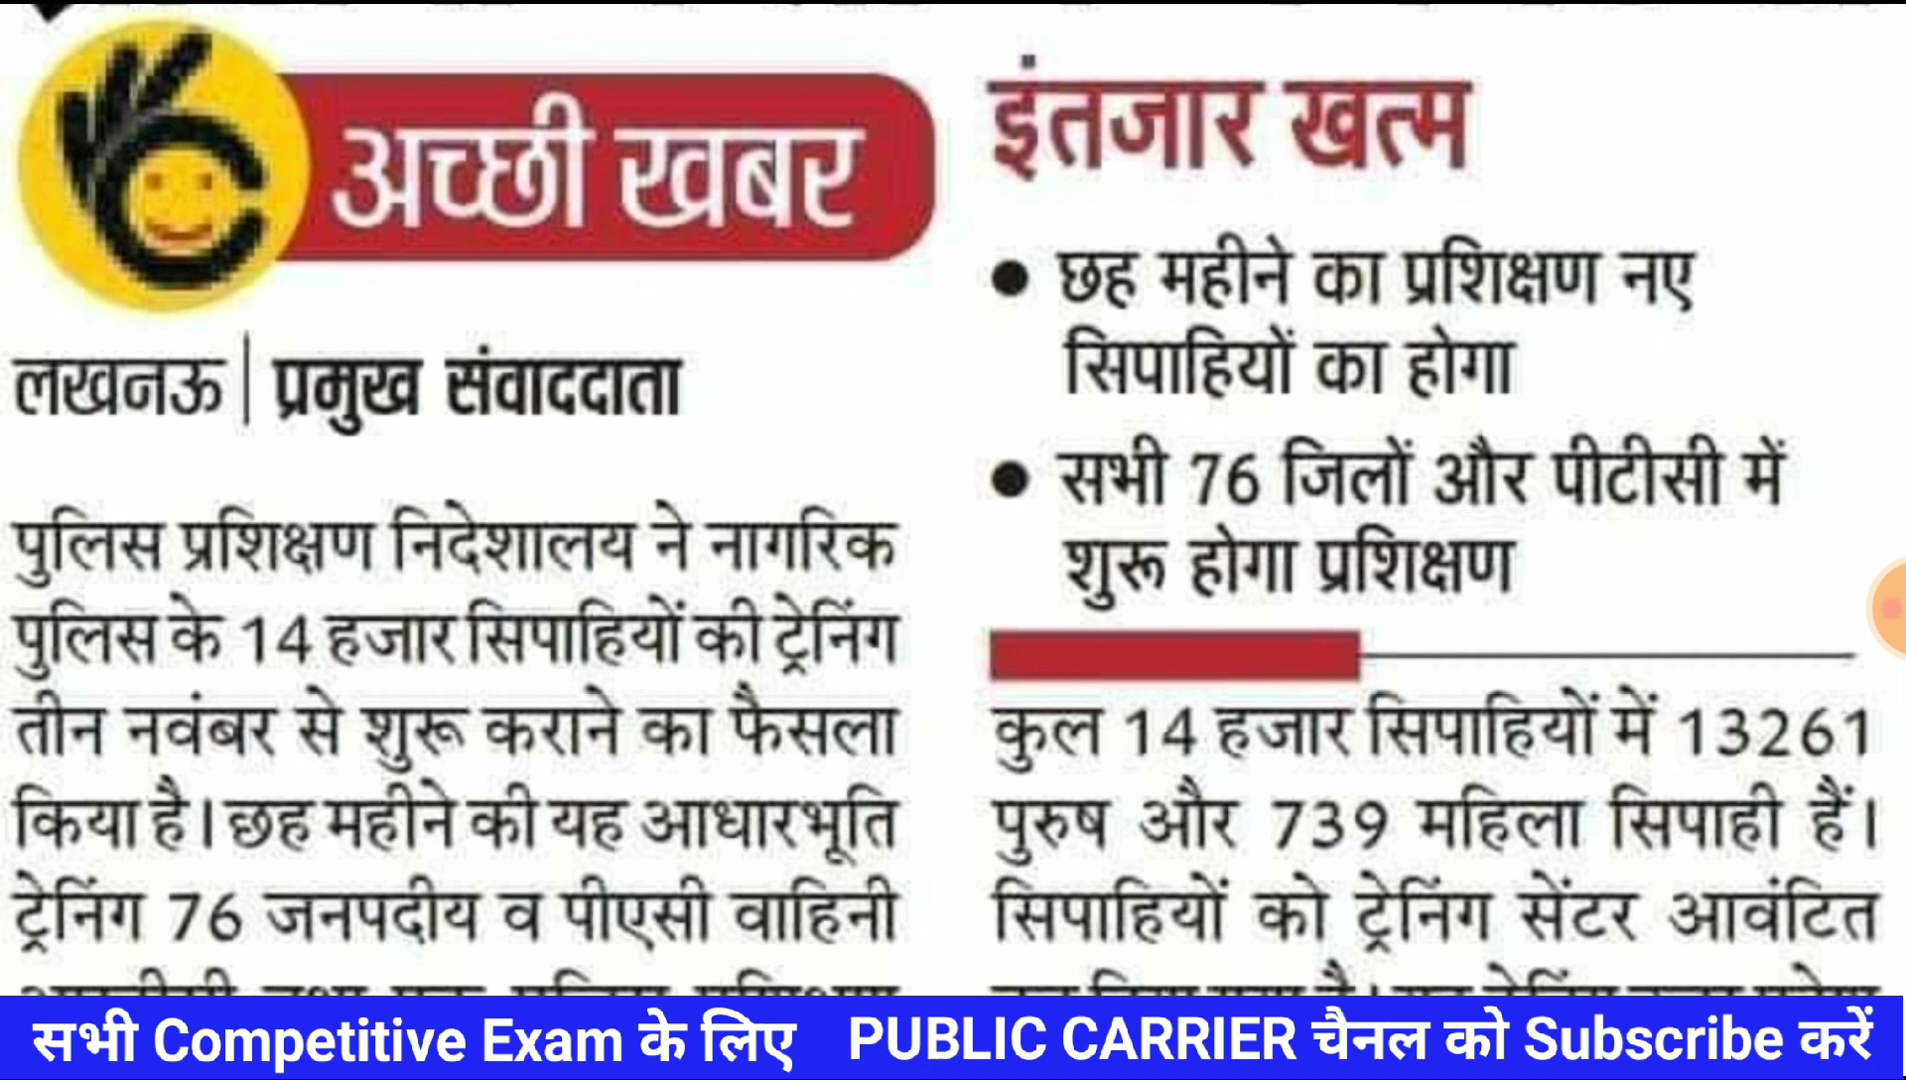 अच्छी खबर
लखनऊ | प्रमुख संवाददाता
पुलिस प्रशिक्षण निदेशालय ने नागरिक
पुलिस के 14 हजार सिपाहियों की ट्रेनिंग
तीन नवंबर से शुरू कराने का फैसला
किया है। छह महीने की यह आधारभूति
ट्रेनिंग 76 जनपदीय व पीएसी वाहिनी
इंतजार खत्म
● छह महीने का प्रशिक्षण नए
सिपाहियों का होगा
● सभी 76 जिलों और पीटीसी में
शुरू होगा प्रशिक्षण
कुल 14 हजार सिपाहियों में 13261
पुरुष और 739 महिला सिपाही हैं।
सिपाहियों को ट्रेनिंग सेंटर आवंटित
सभी Competitive Exam के लिए PUBLIC CARRIER चैनल को Subscribe करें